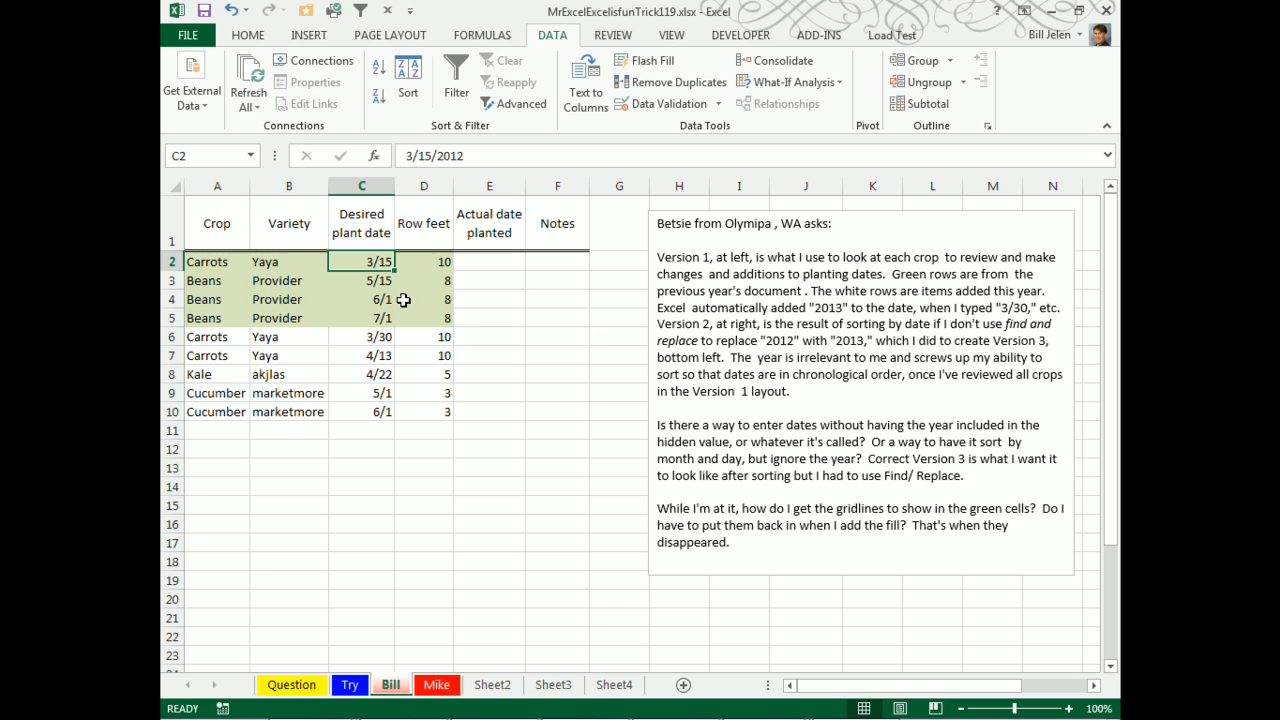 MrExcelExcelisfunTrick119.xlsx - Excel
FILE HOME INSERT PAGE LAYOUT FORMULAS DATA REVIEW VIEW DEVELOPER ADD-INS Load Test Bill Jelen
Get External Data
Refresh All
Connections
Properties
Edit Links
Connections
Sort
Filter
Clear
Reapply
Advanced
Sort & Filter
Text to Columns
Flash Fill
Remove Duplicates
Data Validation
Consolidate
What-If Analysis
Relationships
Data Tools
Pivot
Group
Ungroup
Subtotal
Outline
C2 fx 3/15/2012
A B C D E F G H I J K L M N
1 Crop Variety Desired plant date Row feet Actual date planted Notes
2 Carrots Yaya 3/15 10
3 Beans Provider 5/15 8
4 Beans Provider 6/1 8
5 Beans Provider 7/1 8
6 Carrots Yaya 3/30 10
7 Carrots Yaya 4/13 10
8 Kale akjlas 4/22 5
9 Cucumber marketmore 5/1 3
10 Cucumber marketmore 6/1 3
11
12
13
14
15
16
17
18
19
20
21
22
23
Betsie from Olymipa , WA asks:
Version 1, at left, is what I use to look at each crop to review and make
changes and additions to planting dates. Green rows are from the
previous year's document . The white rows are items added this year.
Excel automatically added "2013" to the date, when I typed "3/30," etc.
Version 2, at right, is the result of sorting by date if I don't use find and
replace to replace "2012" with "2013," which I did to create Version 3,
bottom left. The year is irrelevant to me and screws up my ability to
sort so that dates are in chronological order, once I've reviewed all crops
in the Version 1 layout.
Is there a way to enter dates without having the year included in the
hidden value, or whatever it's called? Or a way to have it sort by
month and day, but ignore the year? Correct Version 3 is what I want it
to look like after sorting but I had to use Find/ Replace.
While I'm at it, how do I get the gridlines to show in the green cells? Do I
have to put them back in when I add the fill? That's when they
disappeared.
Question Try Bill Mike Sheet2 Sheet3 Sheet4
READY 100%